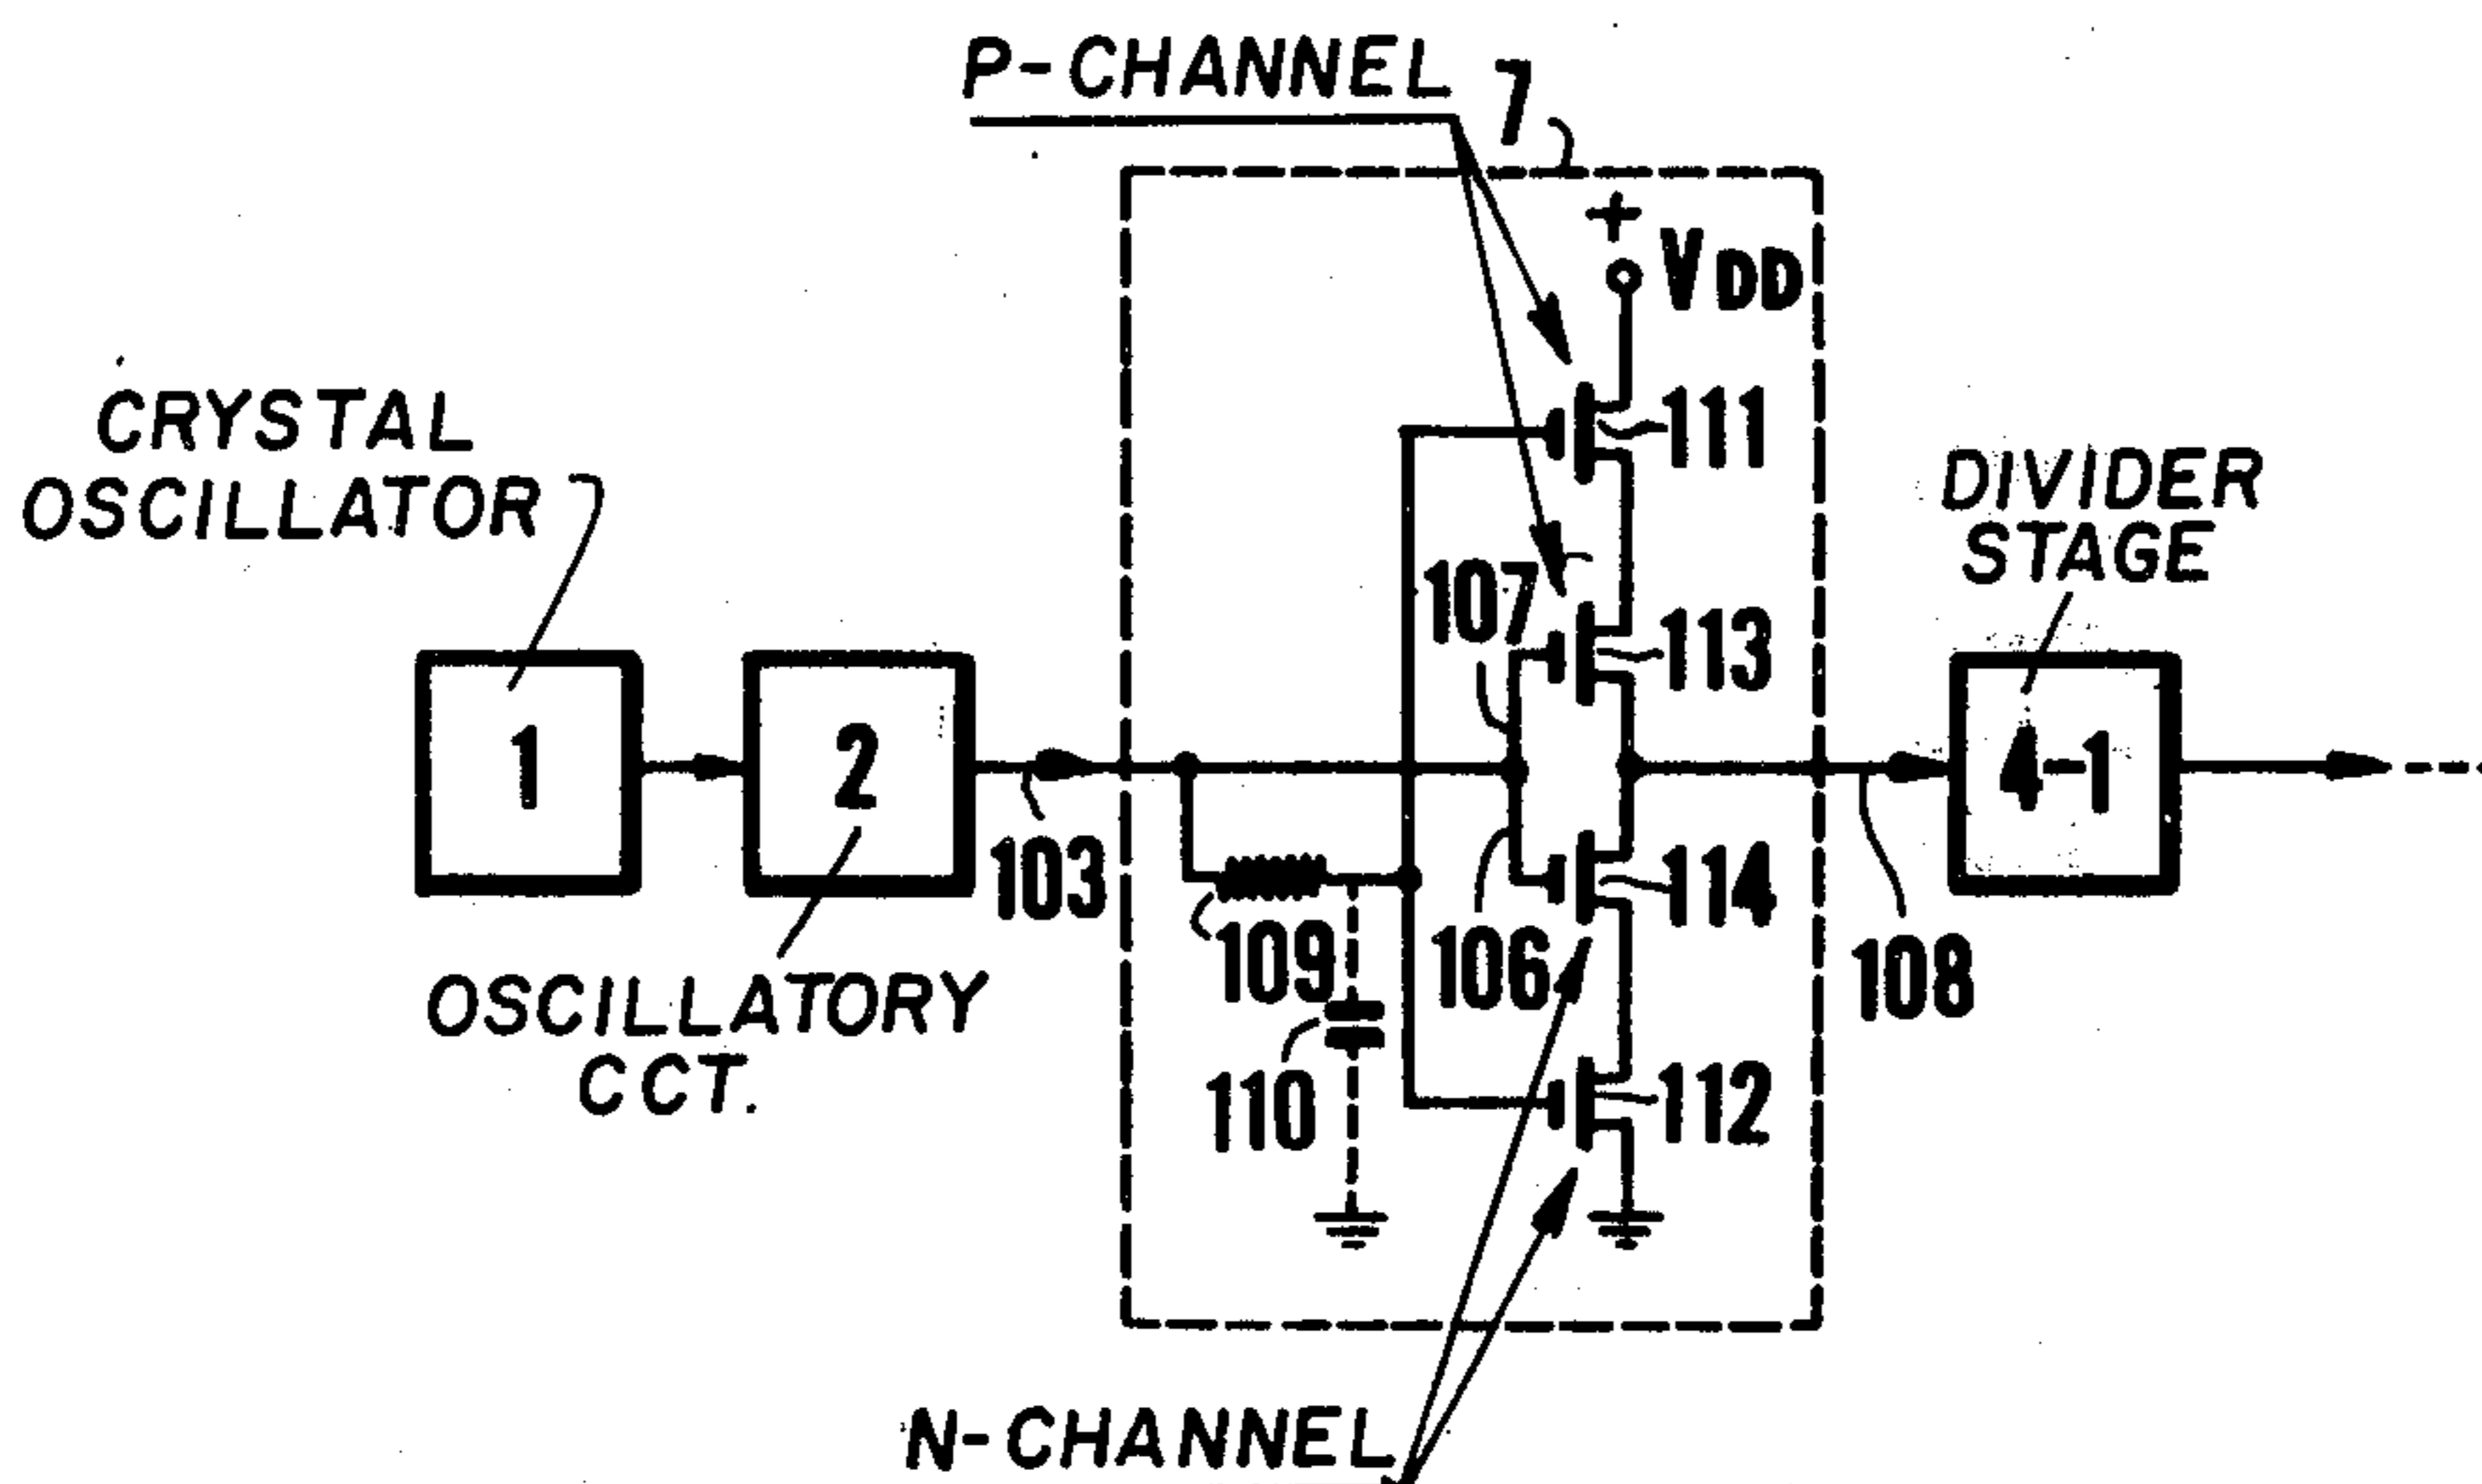 P-CHANNEL
7
+
VDD
CRYSTAL
OSCILLATOR
111
DIVIDER
STAGE
107
113
1
2
4-1
103
114
109
106
108
OSCILLATORY
CCT.
110
112
N-CHANNEL